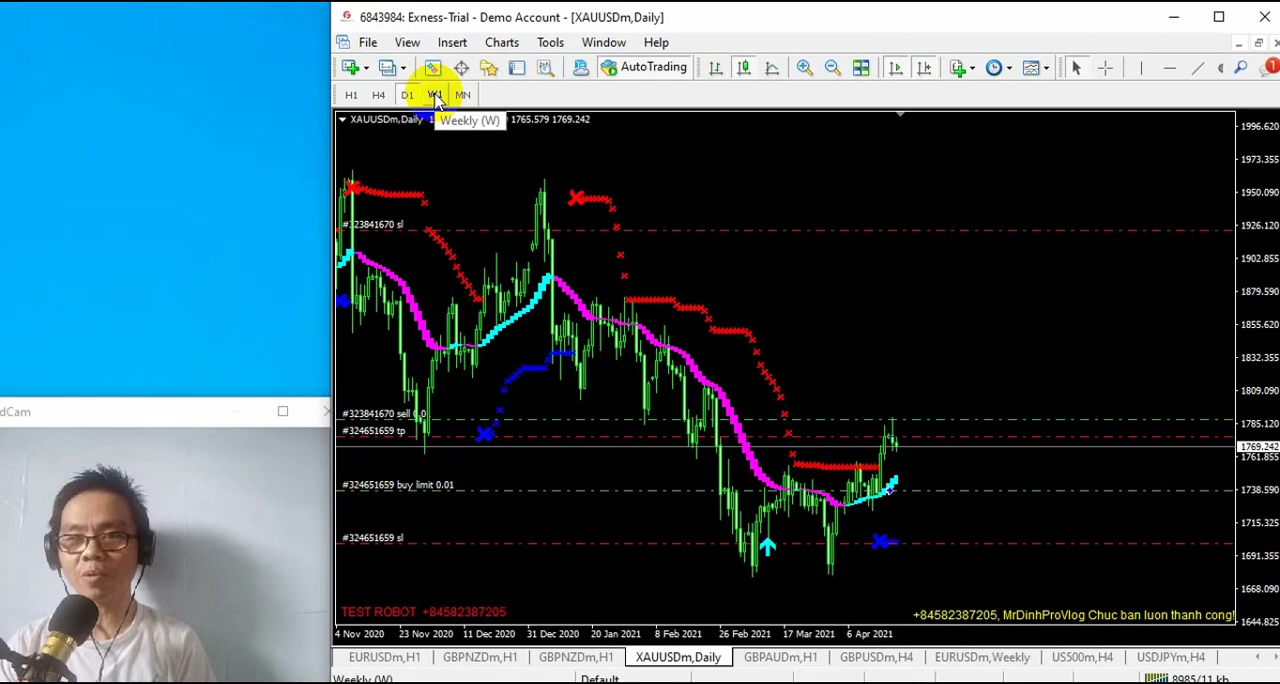 6843984: Exness-Trial - Demo Account - [XAUUSDm,Daily]
File View Insert Charts Tools Window Help
AutoTrading
H1 H4 D1 W1 MN
XAUUSDm,Daily 1765.579 1769.242
Weekly (W)
1996.620
1973.355
1950.090
1926.120
1902.855
1879.590
1855.620
1832.355
1809.090
1785.120
1769.242
1761.855
1738.590
1715.325
1691.355
1668.090
1644.825
#323841670 sl
#323841670 sell 0.0
#324651659 tp
#324651659 buy limit 0.01
#324651659 sl
dCam
TEST ROBOT +84582387205
+84582387205, MrDinhProVlog Chuc ban luon thanh cong!
4 Nov 2020 23 Nov 2020 11 Dec 2020 31 Dec 2020 20 Jan 2021 8 Feb 2021 26 Feb 2021 17 Mar 2021 6 Apr 2021
EURUSDm,H1 GBPNZDm,H1 GBPNZDm,H1 XAUUSDm,Daily GBPAUDm,H1 GBPUSDm,H4 EURUSDm,Weekly US500m,H4 USDJPYm,H4
Weekly (W) Default 8985/11 kb